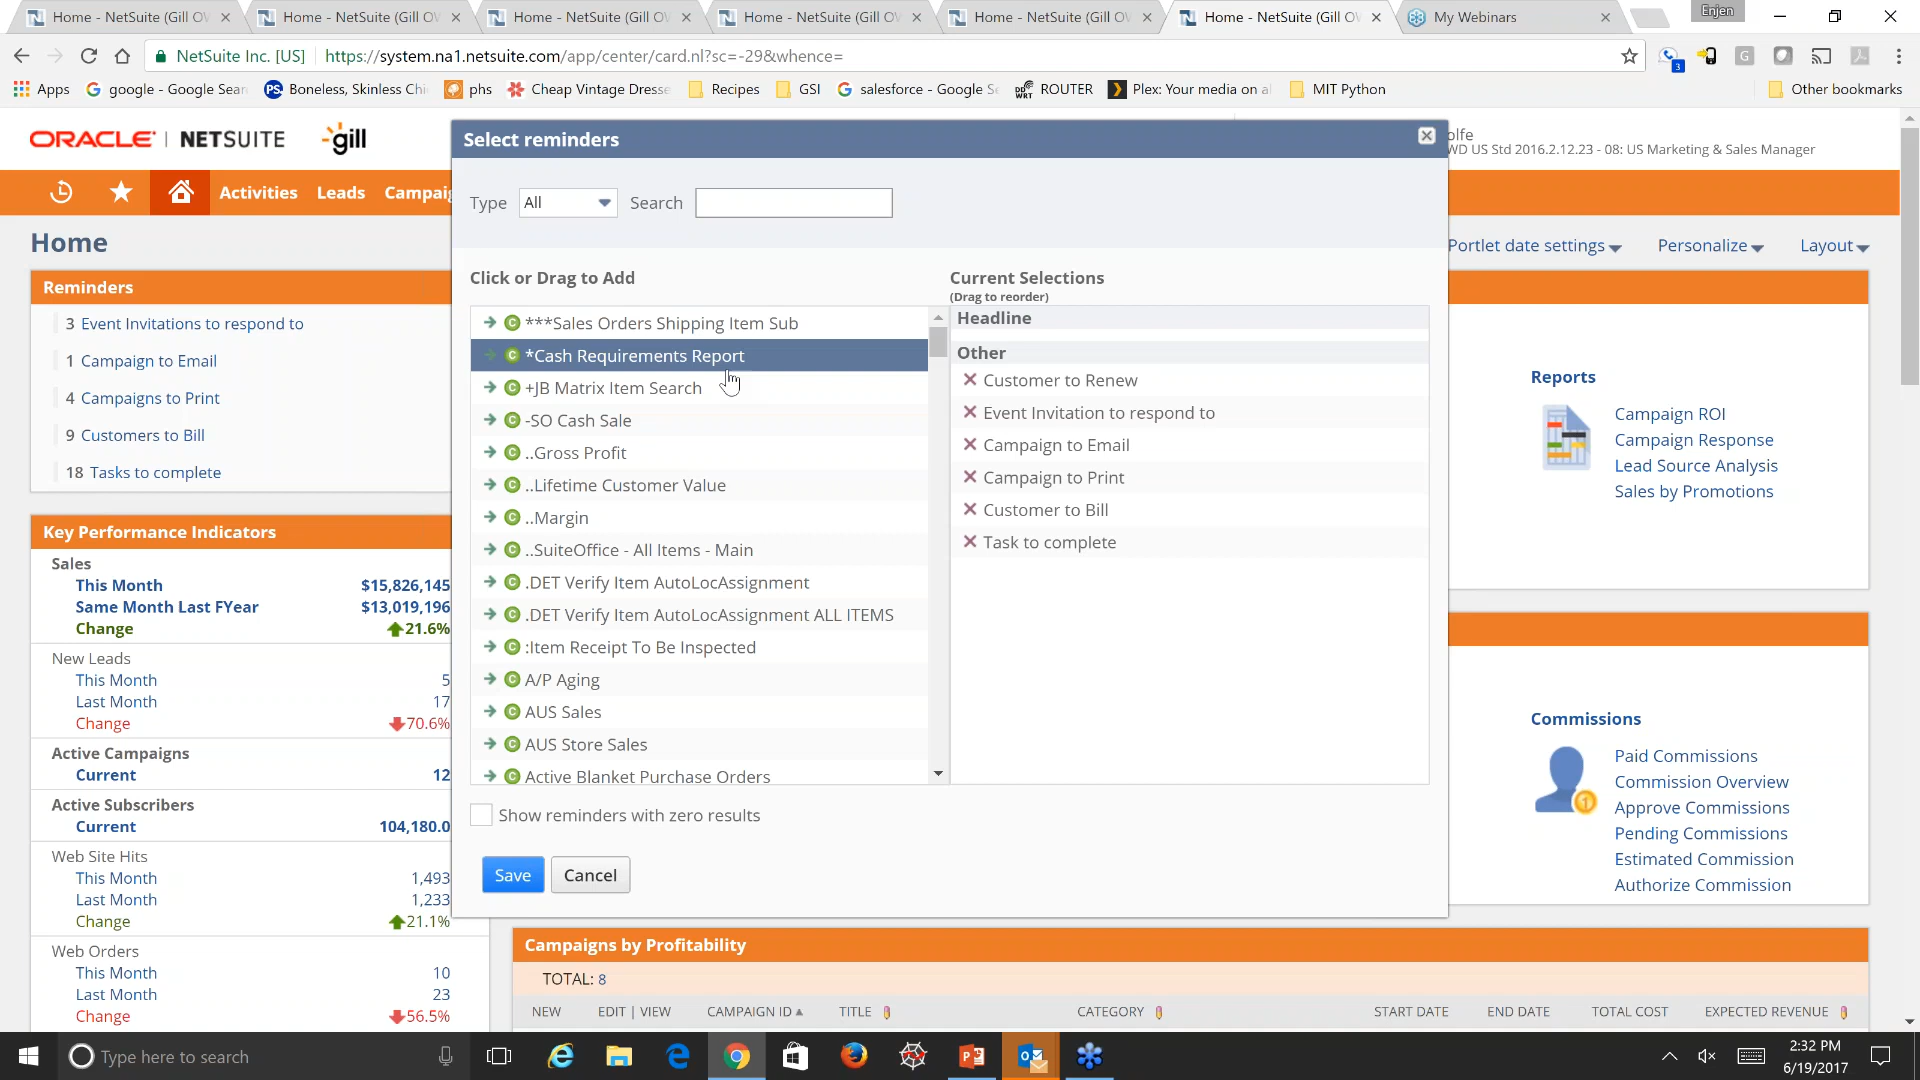 Home - NetSuite (Gill OV
Home - NetSuite (Gill OV
Home - NetSuite (Gill OV
Home - NetSuite (Gill OV
Home - NetSuite (Gill OV
Home - NetSuite (Gill OV
My Webinars
Enjen
NetSuite Inc. [US]
https://system.na1.netsuite.com/app/center/card.nl?sc=-29&whence=
3
Apps
google - Google Sear
Boneless, Skinless Chi
phs
Cheap Vintage Dresse
Recipes
GSI
salesforce - Google Se
ROUTER
Plex: Your media on a
MIT Python
Other bookmarks
ORACLE | NETSUITE
gill
olfe
WD US Std 2016.2.12.23 - 08: US Marketing & Sales Manager
Activities
Leads
Campaig
Home
Portlet date settings
Personalize
Layout
Reminders
3 Event Invitations to respond to
1 Campaign to Email
4 Campaigns to Print
9 Customers to Bill
18 Tasks to complete
Key Performance Indicators
Sales
This Month $15,826,145
Same Month Last FYear $13,019,196
Change 21.6%
New Leads
This Month 5
Last Month 17
Change 70.6%
Active Campaigns
Current 12
Active Subscribers
Current 104,180.0
Web Site Hits
This Month 1,493
Last Month 1,233
Change 21.1%
Web Orders
This Month 10
Last Month 23
Change 56.5%
Select reminders
Type All Search
Click or Drag to Add
***Sales Orders Shipping Item Sub
*Cash Requirements Report
+JB Matrix Item Search
-SO Cash Sale
..Gross Profit
..Lifetime Customer Value
..Margin
..SuiteOffice - All Items - Main
.DET Verify Item AutoLocAssignment
.DET Verify Item AutoLocAssignment ALL ITEMS
:Item Receipt To Be Inspected
A/P Aging
AUS Sales
AUS Store Sales
Active Blanket Purchase Orders
Current Selections
(Drag to reorder)
Headline
Other
Customer to Renew
Event Invitation to respond to
Campaign to Email
Campaign to Print
Customer to Bill
Task to complete
Show reminders with zero results
Save
Cancel
Reports
Campaign ROI
Campaign Response
Lead Source Analysis
Sales by Promotions
Commissions
Paid Commissions
Commission Overview
Approve Commissions
Pending Commissions
Estimated Commission
Authorize Commission
Campaigns by Profitability
TOTAL: 8
NEW EDIT | VIEW CAMPAIGN ID TITLE CATEGORY START DATE END DATE TOTAL COST EXPECTED REVENUE
Type here to search
2:32 PM
6/19/2017